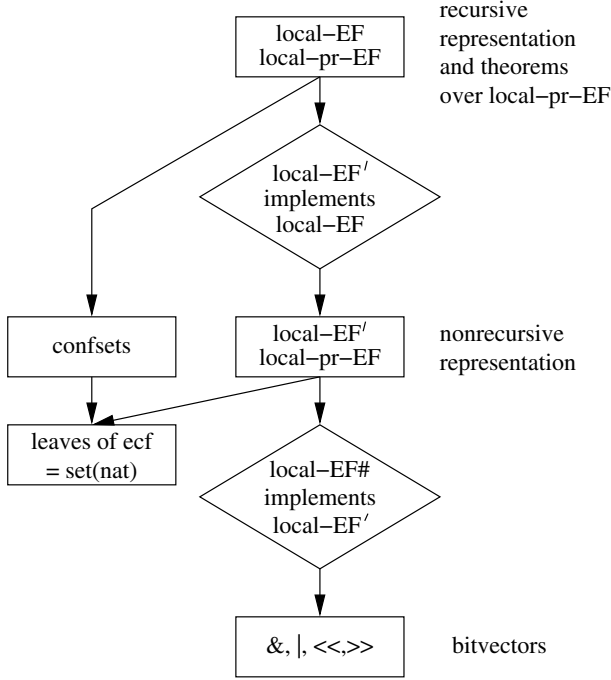 local−EF
local−pr−EF
recursive
representation
and theorems
over local−pr−EF
local−EF′
implements
local−EF
confsets
local−EF′
local−pr−EF
nonrecursive
representation
leaves of ecf
= set(nat)
local−EF#
implements
local−EF′
&, |, <<,>>
bitvectors